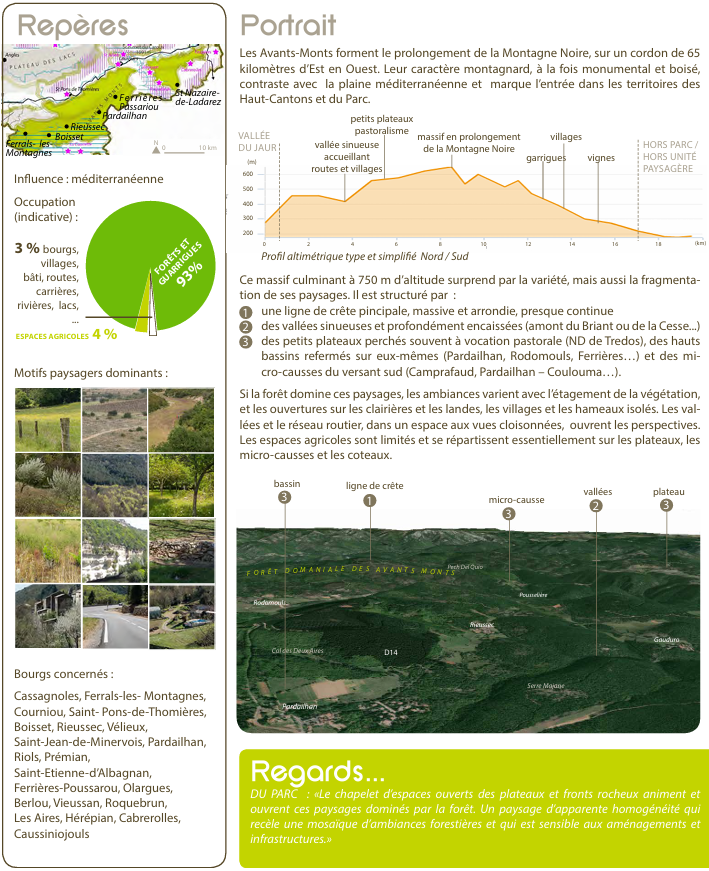 Repères
Angles
PLATEAU DES LACS
St Pons de Thomières
Ferrières-
Poussarou
Pardailhan
St Nazaire-
de-Ladarez
Rieussec
Boisset
Ferrals- les-
Montagnes
N
0 10 km
Influence : méditerranéenne
Occupation
(indicative) :
3 % bourgs,
villages,
bâti, routes,
carrières,
rivières, lacs,
...
FORÊTS ET
GUARRIGUES
93%
ESPACES AGRICOLES 4 %
Motifs paysagers dominants :
Bourgs concernés :
Cassagnoles, Ferrals-les- Montagnes,
Courniou, Saint- Pons-de-Thomières,
Boisset, Rieussec, Vélieux,
Saint-Jean-de-Minervois, Pardailhan,
Riols, Prémian,
Saint-Etienne-d'Albagnan,
Ferrières-Poussarou, Olargues,
Berlou, Vieussan, Roquebrun,
Les Aires, Hérépian, Cabrerolles,
Caussiniojouls
Portrait
Les Avants-Monts forment le prolongement de la Montagne Noire, sur un cordon de 65
kilomètres d'Est en Ouest. Leur caractère montagnard, à la fois monumental et boisé,
contraste avec la plaine méditerranéenne et marque l'entrée dans les territoires des
Haut-Cantons et du Parc.
VALLÉE
DU JAUR
vallée sinueuse
accueillant
routes et villages
petits plateaux
pastoralisme
massif en prolongement
de la Montagne Noire
garrigues
villages
vignes
HORS PARC /
HORS UNITÉ
PAYSAGÈRE
(m)
600
500
400
300
200
0 2 4 6 8 10 12 14 16 18 (km)
Profil altimétrique type et simplifié Nord / Sud
Ce massif culminant à 750 m d'altitude surprend par la variété, mais aussi la fragmenta-
tion de ses paysages. Il est structuré par :
1 une ligne de crête pincipale, massive et arrondie, presque continue
2 des vallées sinueuses et profondément encaissées (amont du Briant ou de la Cesse...)
3 des petits plateaux perchés souvent à vocation pastorale (ND de Tredos), des hauts
bassins refermés sur eux-mêmes (Pardailhan, Rodomouls, Ferrières…) et des mi-
cro-causses du versant sud (Camprafaud, Pardailhan – Coulouma…).
Si la forêt domine ces paysages, les ambiances varient avec l'étagement de la végétation,
et les ouvertures sur les clairières et les landes, les villages et les hameaux isolés. Les val-
lées et le réseau routier, dans un espace aux vues cloisonnées, ouvrent les perspectives.
Les espaces agricoles sont limités et se répartissent essentiellement sur les plateaux, les
micro-causses et les coteaux.
bassin
3
ligne de crête
1
micro-causse
3
vallées
2
plateau
3
FORÊT DOMANIALE DES AVANTS MONTS
Pech Del Quio
Rodomouls
Pousselière
Rieussec
Gauduro
Col des Deux Aires
D14
Serre Majane
Pardailhan
Regards...
DU PARC : «Le chapelet d'espaces ouverts des plateaux et fronts rocheux animent et
ouvrent ces paysages dominés par la forêt. Un paysage d'apparente homogénéité qui
recèle une mosaïque d'ambiances forestières et qui est sensible aux aménagements et
infrastructures.»